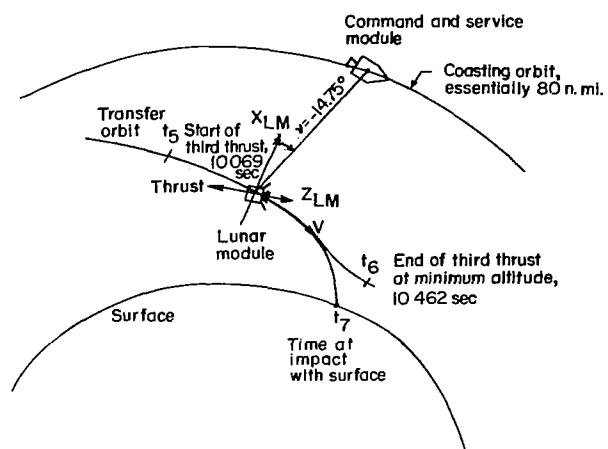 Command and service
module
Coasting orbit,
essentially 80 n. mi.
XLM
ν=-14.75°
Transfer
orbit
t5 Start of
third thrust,
10 069
sec
Thrust
ZLM
Lunar
module
V
t6
End of third thrust
at minimum altitude,
10 462 sec
Surface
t7
Time at
impact
with surface